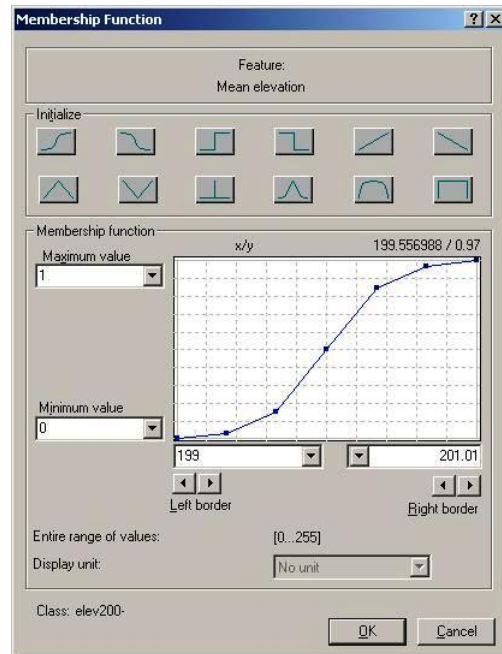 Membership Function
Feature:
Mean elevation
Initialize
Membership function
x/y 199.556988 / 0.97
Maximum value
1
Minimum value
0
199 201.01
Left border Right border
Entire range of values: [0...255]
Display unit: No unit
Class: elev200-
OK Cancel